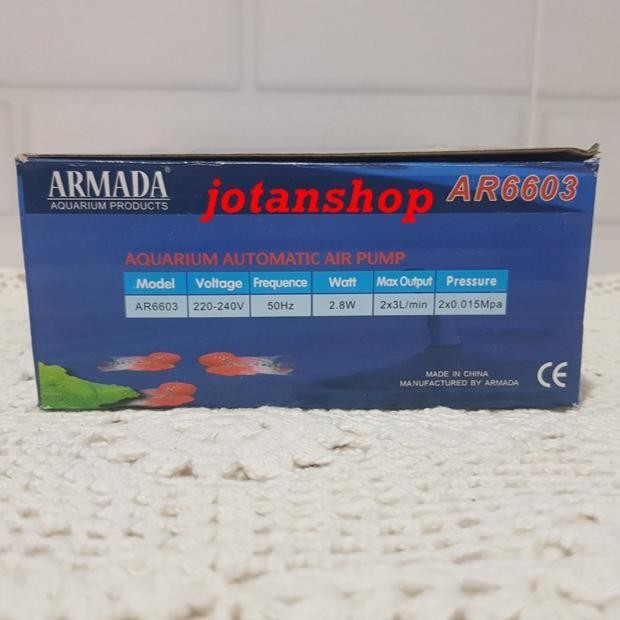 ARMADA®
AQUARIUM PRODUCTS
jotanshop
AR6603
AQUARIUM AUTOMATIC AIR PUMP
Model Voltage Frequence Watt Max Output Pressure
AR6603 220-240V 50Hz 2.8W 2x3L/min 2x0.015Mpa
MADE IN CHINA
MANUFACTURED BY ARMADA
CE